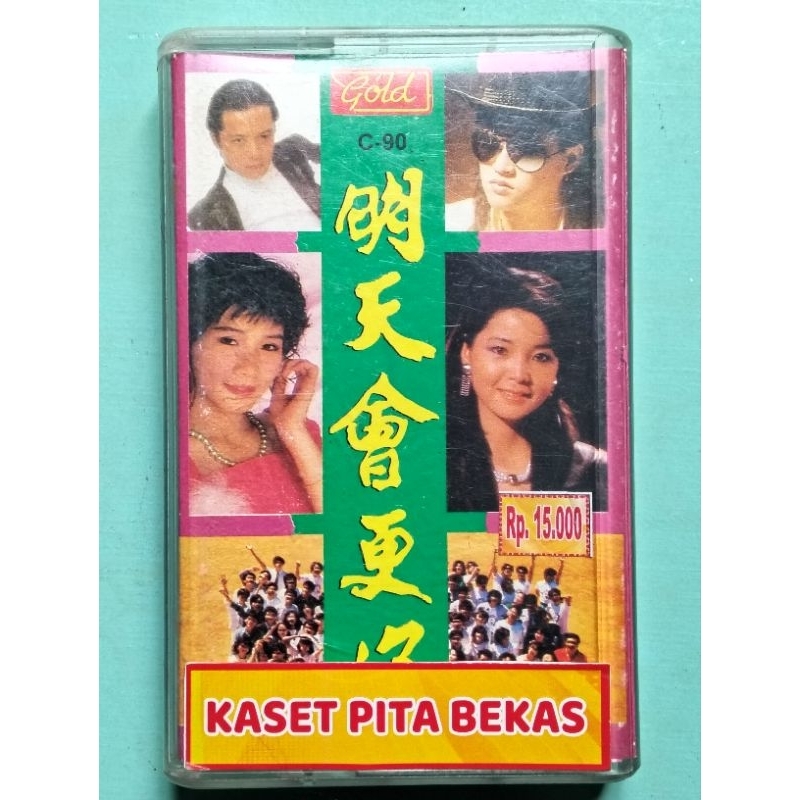 Gold
C-90
明天會更
Rp. 15.000
KASET PITA BEKAS